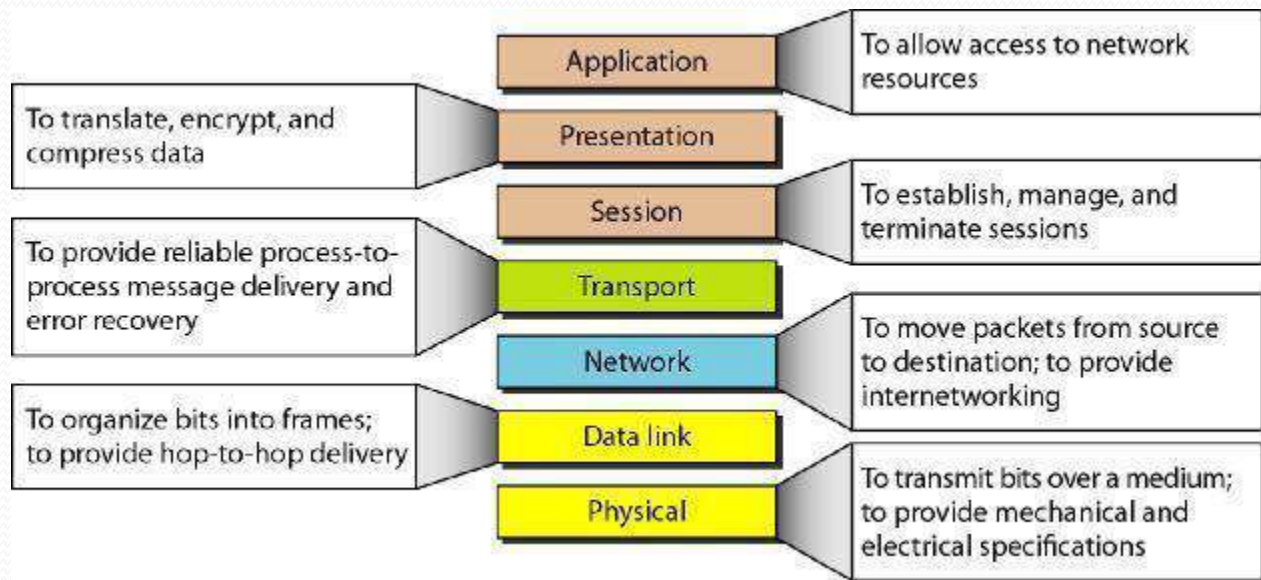 Application
To allow access to network
resources
To translate, encrypt, and
compress data
Presentation
Session
To establish, manage, and
terminate sessions
To provide reliable process-to-
process message delivery and
error recovery
Transport
Network
To move packets from source
to destination; to provide
internetworking
To organize bits into frames;
to provide hop-to-hop delivery
Data link
Physical
To transmit bits over a medium;
to provide mechanical and
electrical specifications